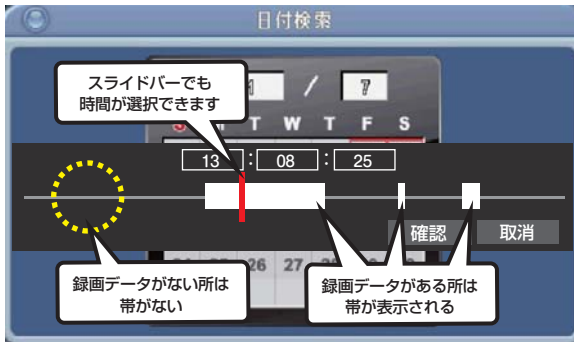 日付検索
スライドバーでも
時間が選択できます
/ 7
T W T F S
13 : 08 : 25
確認 取消
26 27
録画データがない所は
帯がない
録画データがある所は
帯が表示される